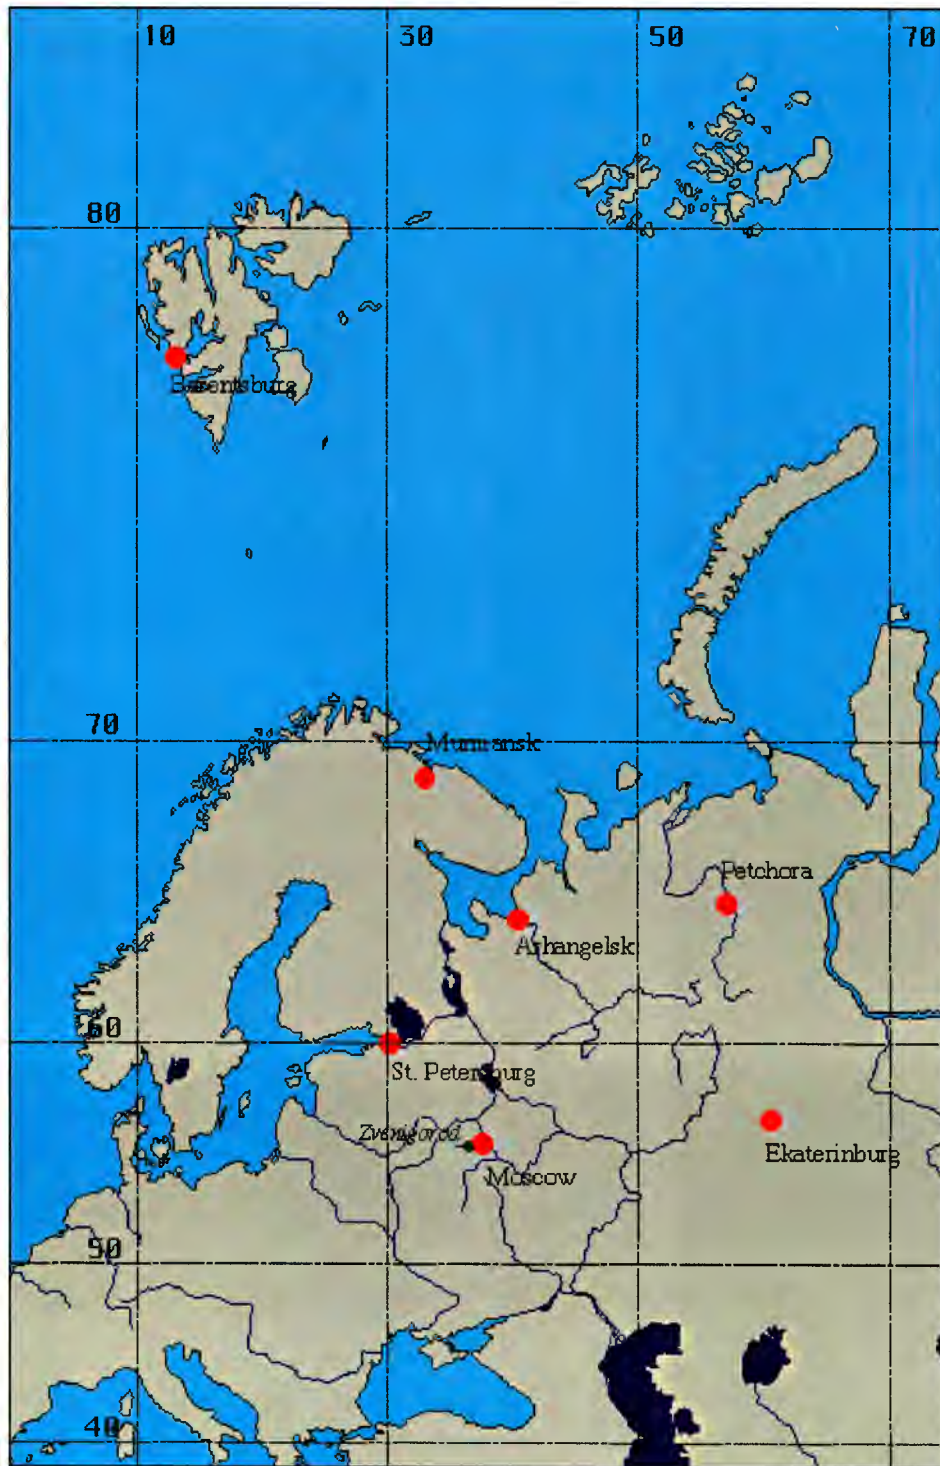 10 30 50 70
80
Barentsburg
70
Murmansk
Petchora
Arhangelsk
60
St. Petersburg
Zvenigorod
Ekaterinburg
Moscow
50
40